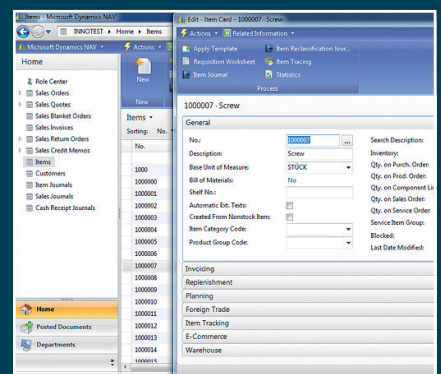 Items - Microsoft Dynamics NAV
INNOTEST
Home
Items
Microsoft Dynamics NAV
Actions
Home
Role Center
Sales Orders
Sales Quotes
Sales Blanket Orders
Sales Invoices
Sales Return Orders
Sales Credit Memos
Items
Customers
Item Journals
Sales Journals
Cash Receipt Journals
Home
Posted Documents
Departments
New
New
Items
Sorting: No.
No.
1000
1000000
1000001
1000002
1000003
1000004
1000005
1000006
1000007
1000008
1000009
1000010
1000011
1000012
1000013
1000014
1000015
Edit - Item Card - 1000007 · Screw
Actions Related Information
Apply Template
Item Reclassification Jour...
Requisition Worksheet
Item Tracing
Item Journal
Statistics
Process
1000007 · Screw
General
No.: 1000007 ...
Description: Screw
Base Unit of Measure: STÜCK
Bill of Materials: No
Shelf No.:
Automatic Ext. Texts:
Created From Nonstock Item:
Item Category Code:
Product Group Code:
Search Description:
Inventory:
Qty. on Purch. Order:
Qty. on Prod. Order:
Qty. on Component Li
Qty. on Sales Order:
Qty. on Service Order:
Service Item Group:
Blocked:
Last Date Modified:
Invoicing
Replenishment
Planning
Foreign Trade
Item Tracking
E-Commerce
Warehouse